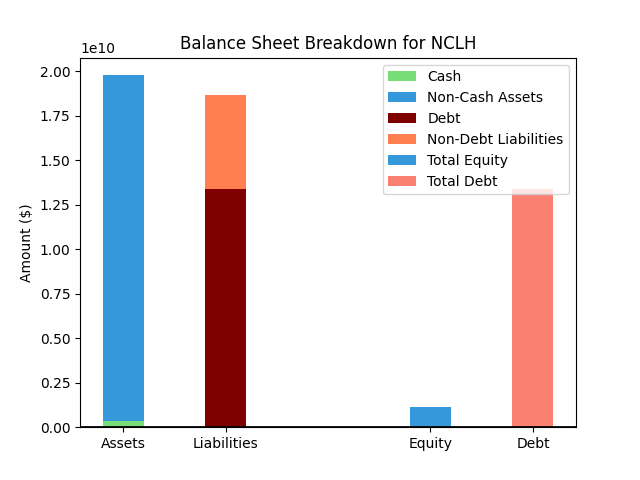 Balance Sheet Breakdown for NCLH
1e10
2.00
1.75
1.50
1.25
1.00
0.75
0.50
0.25
0.00
Amount ($)
Cash
Non-Cash Assets
Debt
Non-Debt Liabilities
Total Equity
Total Debt
Assets
Liabilities
Equity
Debt